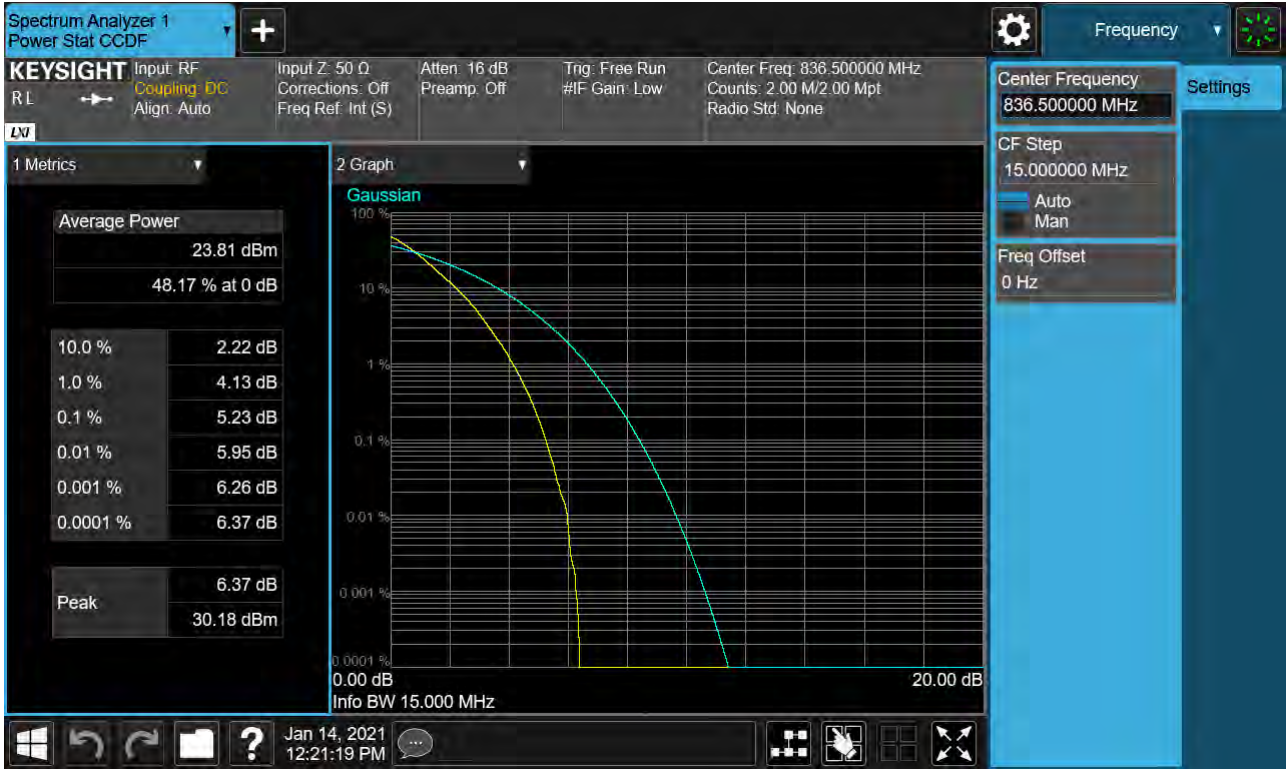 Spectrum Analyzer 1
Power Stat CCDF
+
Frequency
KEYSIGHT
R L
LXI
Input: RF
Coupling: DC
Align: Auto
Input Z: 50 Ω
Corrections: Off
Freq Ref: Int (S)
Atten: 16 dB
Preamp: Off
Trig: Free Run
#IF Gain: Low
Center Freq: 836.500000 MHz
Counts: 2.00 M/2.00 Mpt
Radio Std: None
1 Metrics
Average Power
23.81 dBm
48.17 % at 0 dB
10.0 % 2.22 dB
1.0 % 4.13 dB
0.1 % 5.23 dB
0.01 % 5.95 dB
0.001 % 6.26 dB
0.0001 % 6.37 dB
Peak
6.37 dB
30.18 dBm
2 Graph
Gaussian
100 %
10 %
1 %
0.1 %
0.01 %
0.001 %
0.0001 %
0.00 dB 20.00 dB
Info BW 15.000 MHz
Center Frequency
836.500000 MHz
Settings
CF Step
15.000000 MHz
Auto
Man
Freq Offset
0 Hz
?
Jan 14, 2021
12:21:19 PM